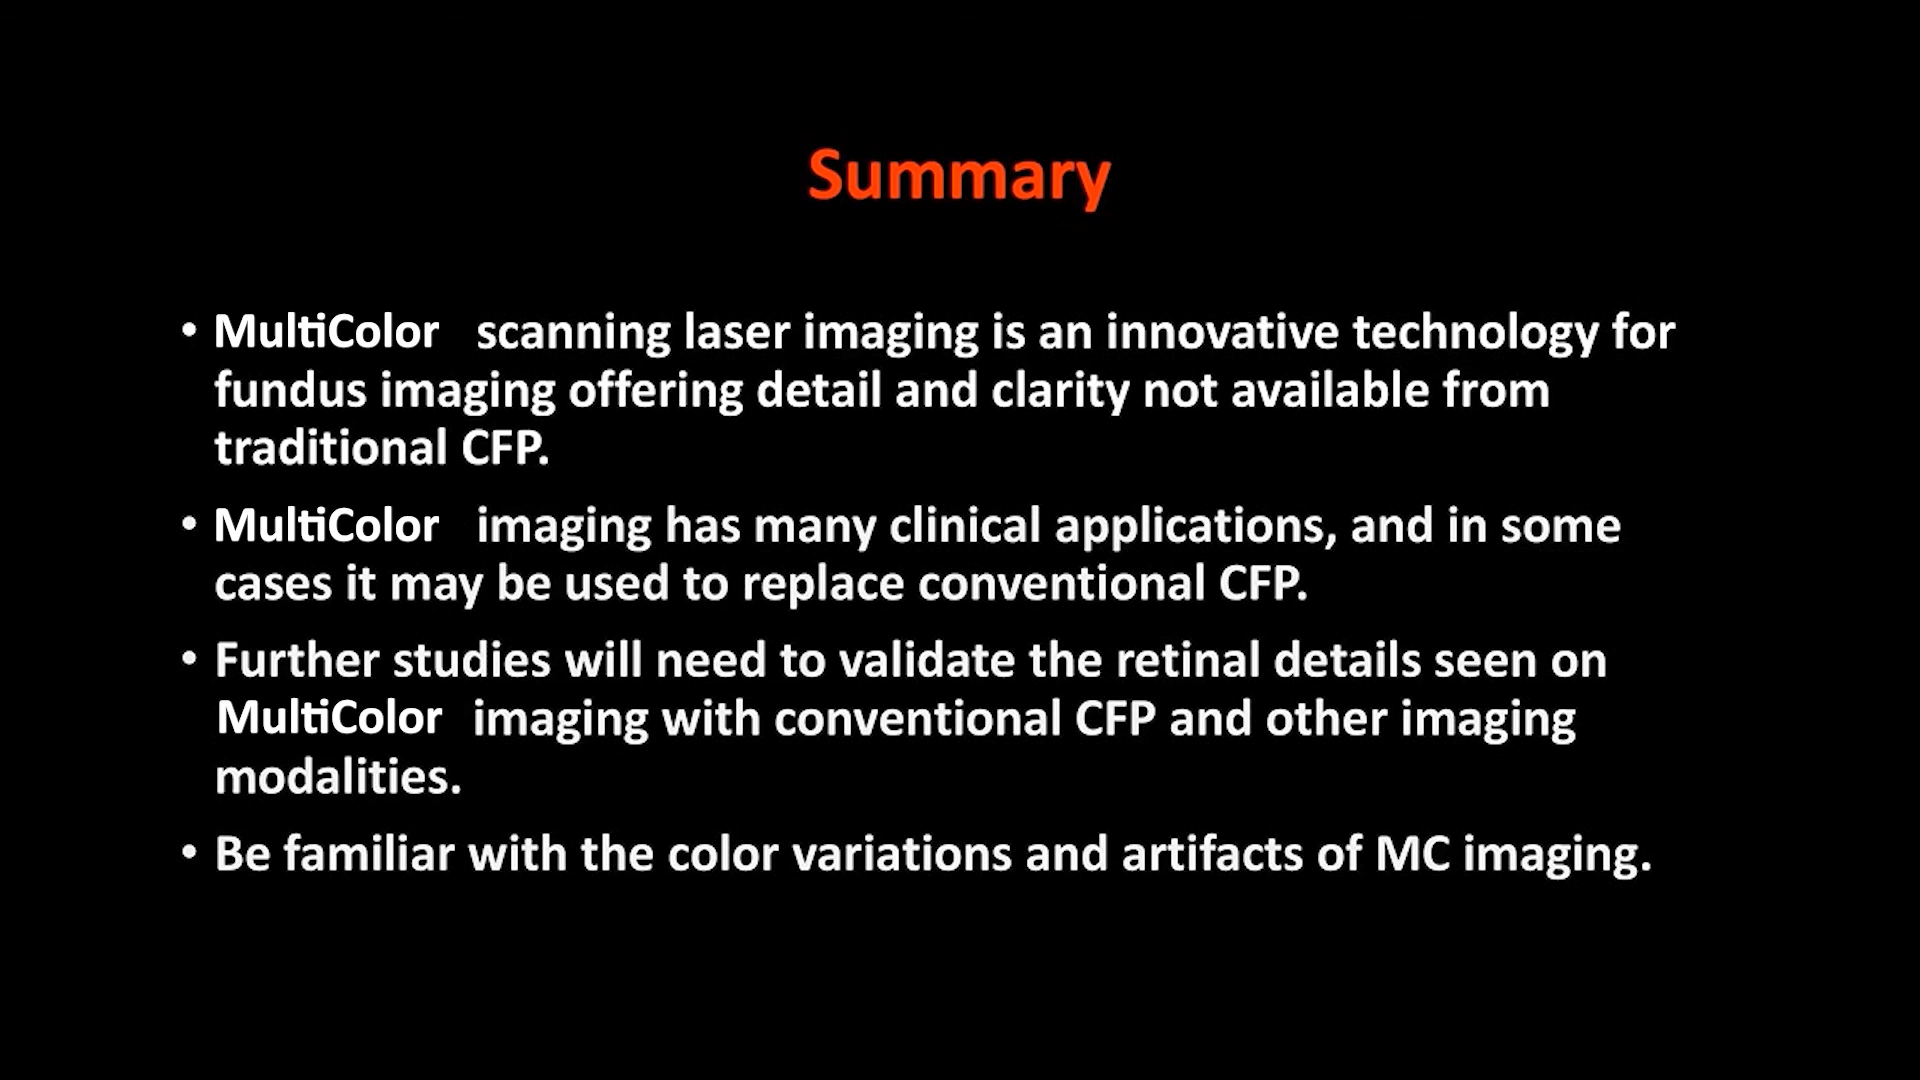 Summary
• MultiColor scanning laser imaging is an innovative technology for
fundus imaging offering detail and clarity not available from
traditional CFP.
• MultiColor imaging has many clinical applications, and in some
cases it may be used to replace conventional CFP.
• Further studies will need to validate the retinal details seen on
MultiColor imaging with conventional CFP and other imaging
modalities.
• Be familiar with the color variations and artifacts of MC imaging.